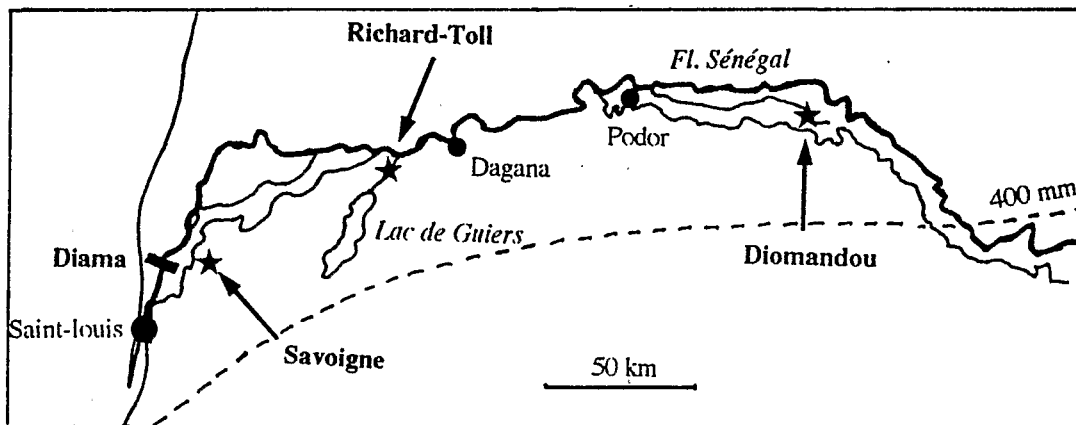 Richard-Toll
Fl. Sénégal
Podor
Dagana
400 mm
Lac de Guiers
Diama
Diomandou
Saint-louis
Savoigne
50 km